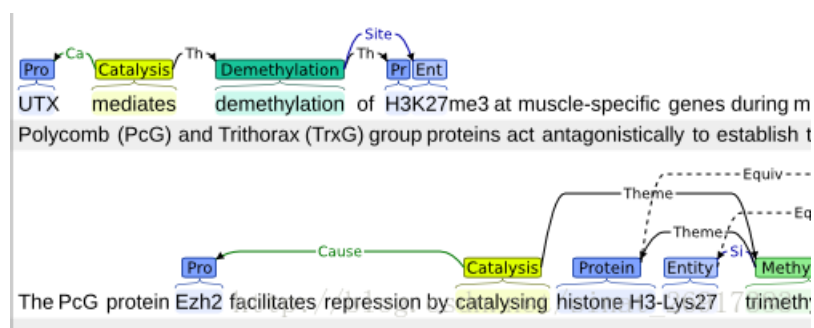 Site
Ca Th Th
Pro Catalysis Demethylation Pr Ent
UTX mediates demethylation of H3K27me3 at muscle-specific genes during m
Polycomb (PcG) and Trithorax (TrxG) group proteins act antagonistically to establish t
Equiv
Theme
Eq
Theme
Cause Si
Pro Catalysis Protein Entity Methy
The PcG protein Ezh2 facilitates repression by catalysing histone H3-Lys27 trimethy